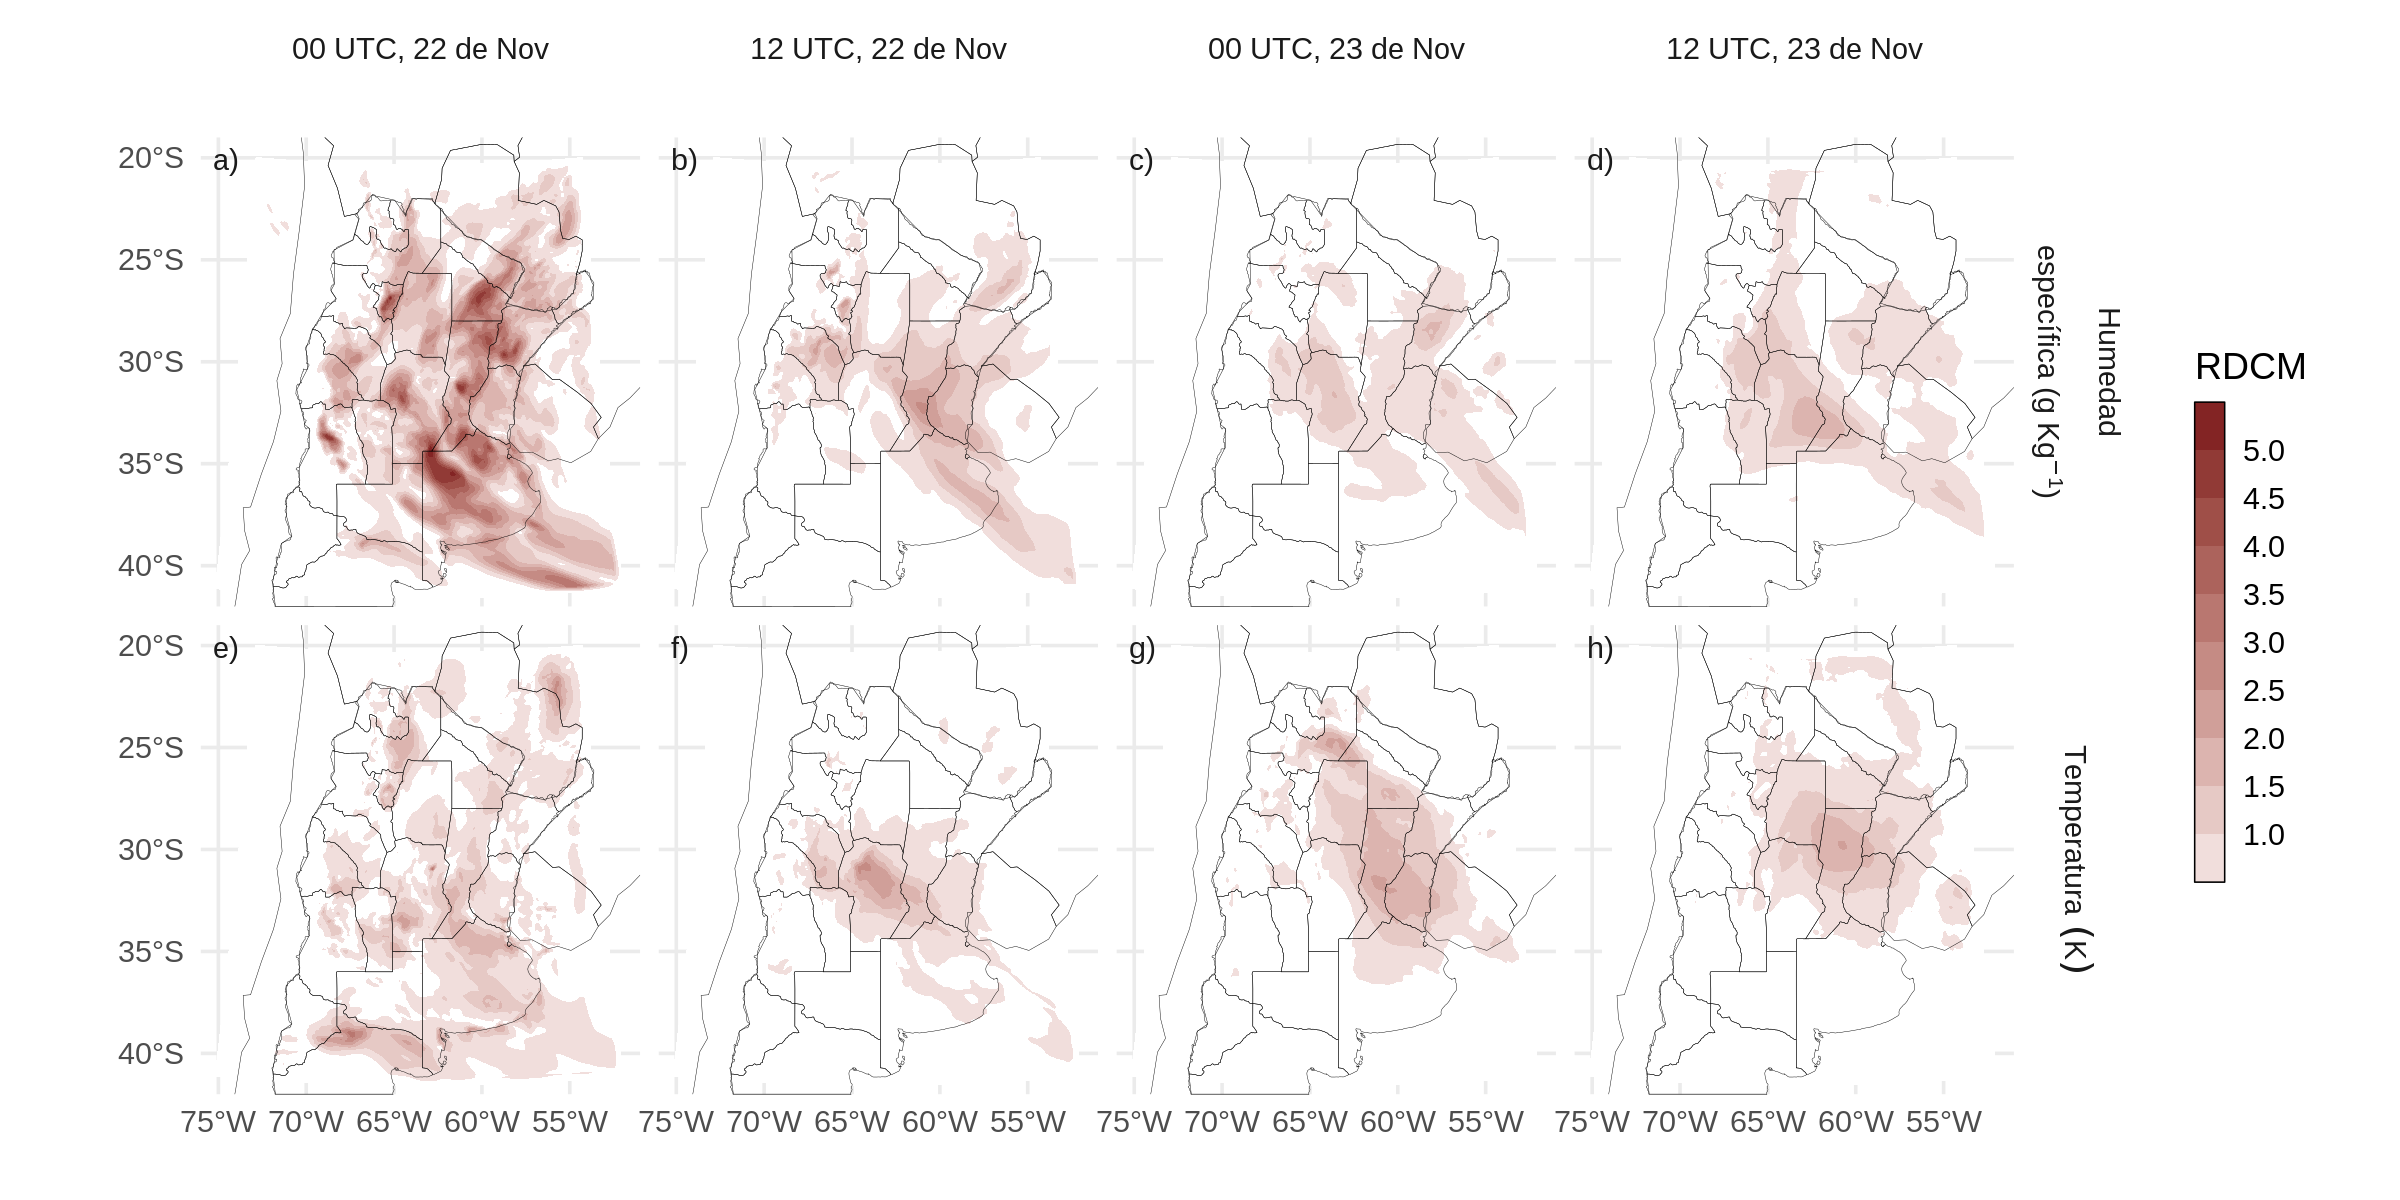 00 UTC, 22 de Nov
12 UTC, 22 de Nov
00 UTC, 23 de Nov
12 UTC, 23 de Nov
a)
b)
c)
d)
20°S
25°S
30°S
35°S
40°S
Humedad
específica (g Kg⁻¹)
e)
f)
g)
h)
20°S
25°S
30°S
35°S
40°S
Temperatura (K)
75°W 70°W 65°W 60°W 55°W
75°W 70°W 65°W 60°W 55°W
75°W 70°W 65°W 60°W 55°W
75°W 70°W 65°W 60°W 55°W
RDCM
5.0
4.5
4.0
3.5
3.0
2.5
2.0
1.5
1.0